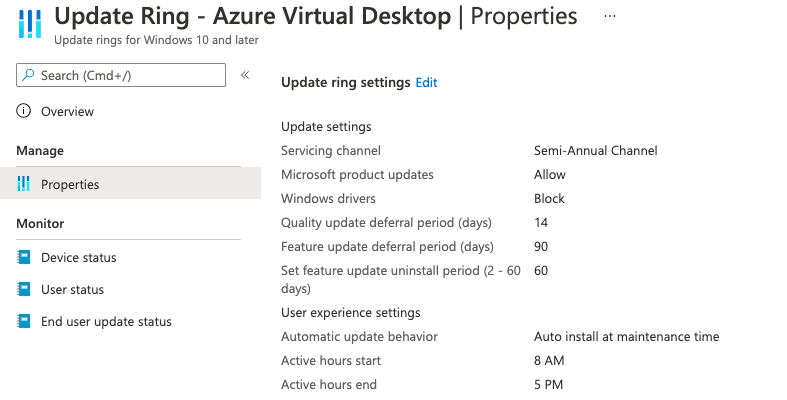 Update Ring - Azure Virtual Desktop | Properties ...
Update rings for Windows 10 and later
Search (Cmd+/) «
Overview
Manage
Properties
Monitor
Device status
User status
End user update status
Update ring settings Edit
Update settings
Servicing channel Semi-Annual Channel
Microsoft product updates Allow
Windows drivers Block
Quality update deferral period (days) 14
Feature update deferral period (days) 90
Set feature update uninstall period (2 - 60 60
days)
User experience settings
Automatic update behavior Auto install at maintenance time
Active hours start 8 AM
Active hours end 5 PM